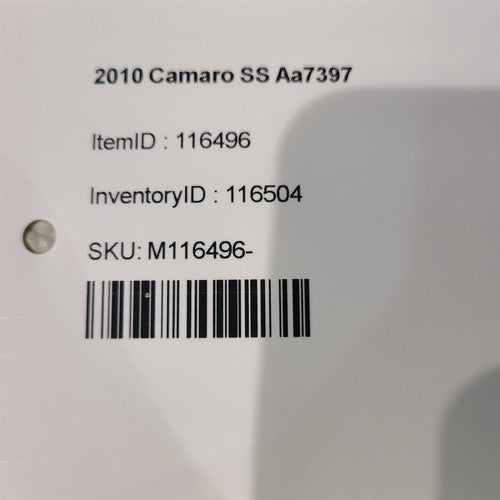 2010 Camaro SS Aa7397
ItemID : 116496
InventoryID : 116504
SKU: M116496-